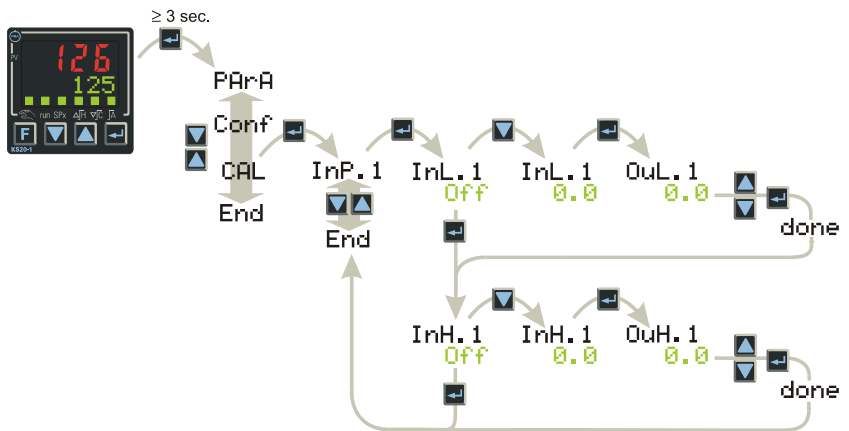 ≥ 3 sec.
PV
126
125
run SPx
F
KS20-1
PArA
Conf
CAL
End
InP.1
End
InL.1
Off
InL.1
0.0
OuL.1
0.0
done
InH.1
Off
InH.1
0.0
OuH.1
0.0
done